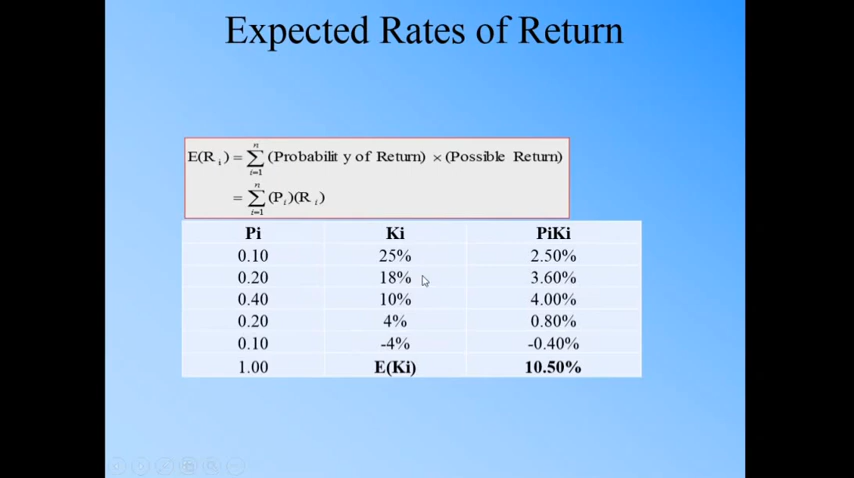 Expected Rates of Return
n
E(R i ) = ∑ (Probabilit y of Return) × (Possible Return)
i=1
n
= ∑ (P i )(R i )
i=1
Pi Ki PiKi
0.10 25% 2.50%
0.20 18% 3.60%
0.40 10% 4.00%
0.20 4% 0.80%
0.10 -4% -0.40%
1.00 E(Ki) 10.50%